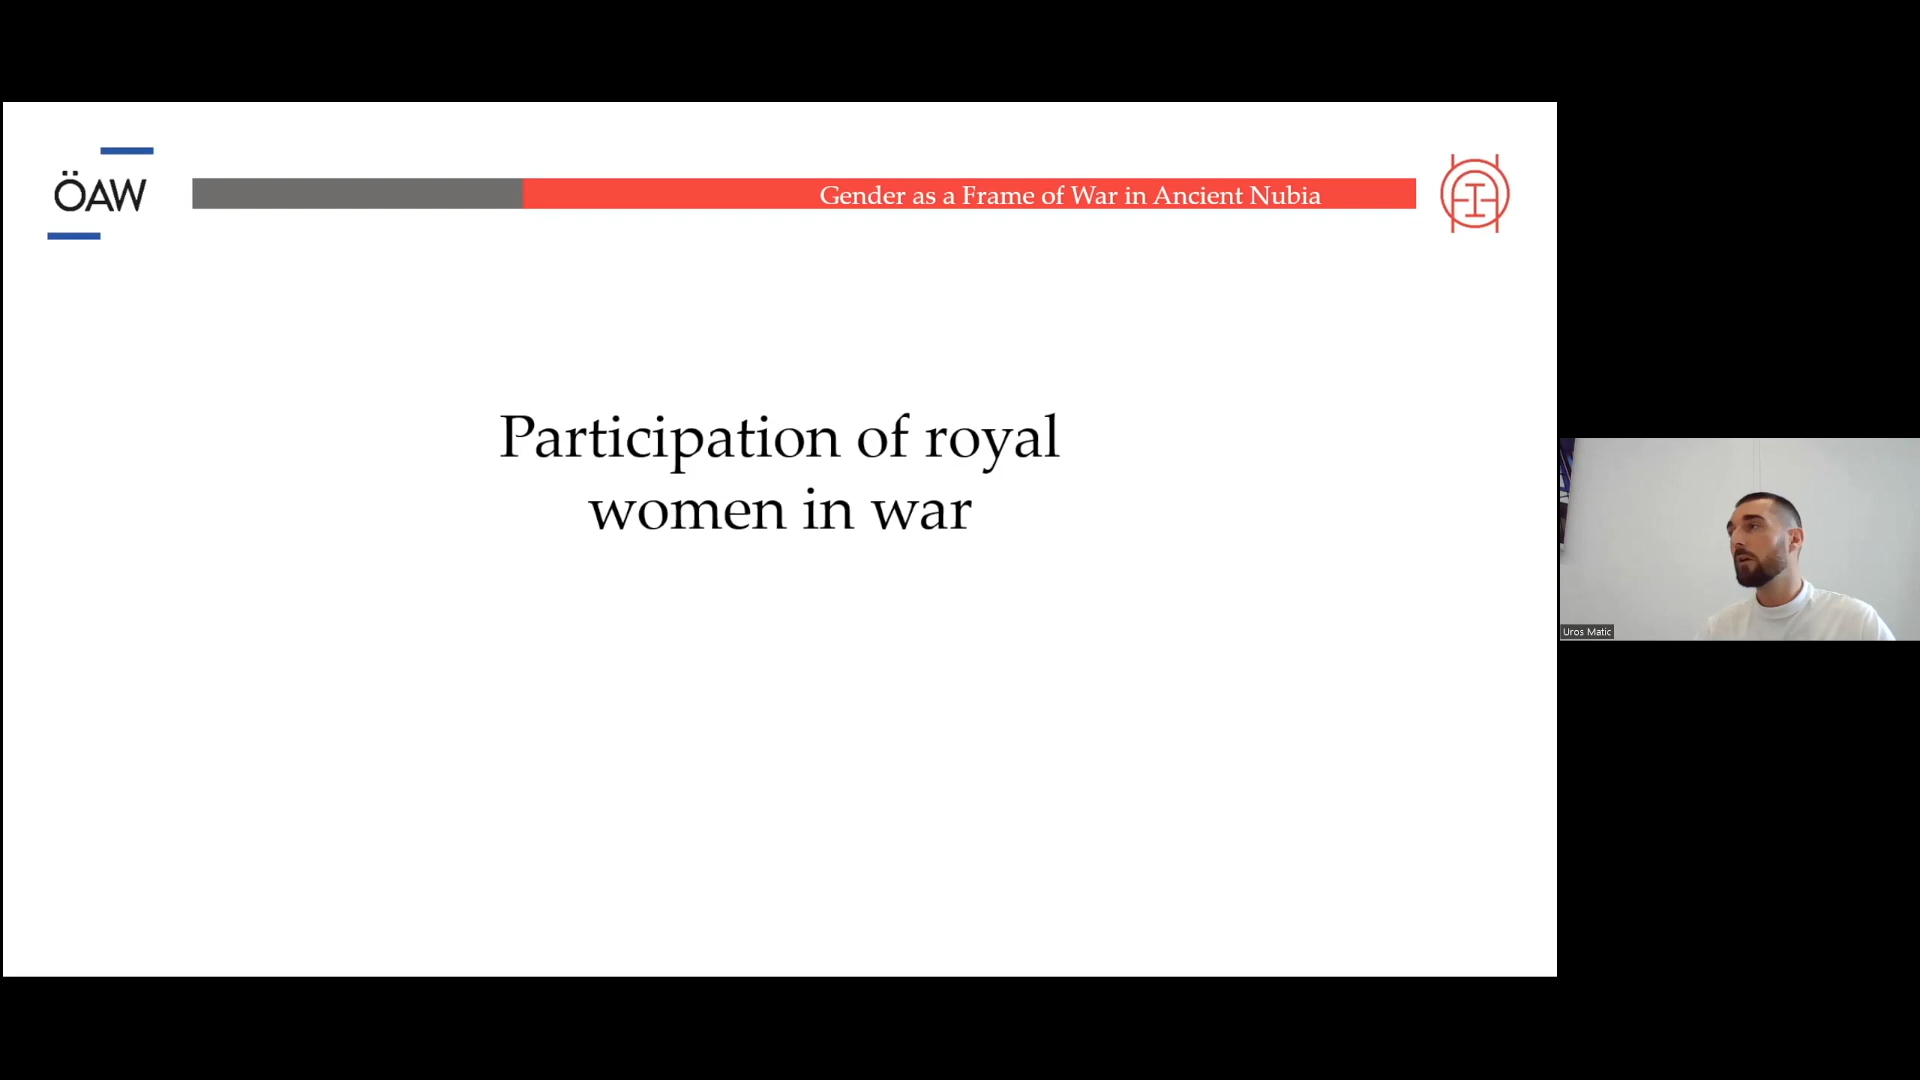 ÖAW
Gender as a Frame of War in Ancient Nubia
Participation of royal
women in war
Uros Matic